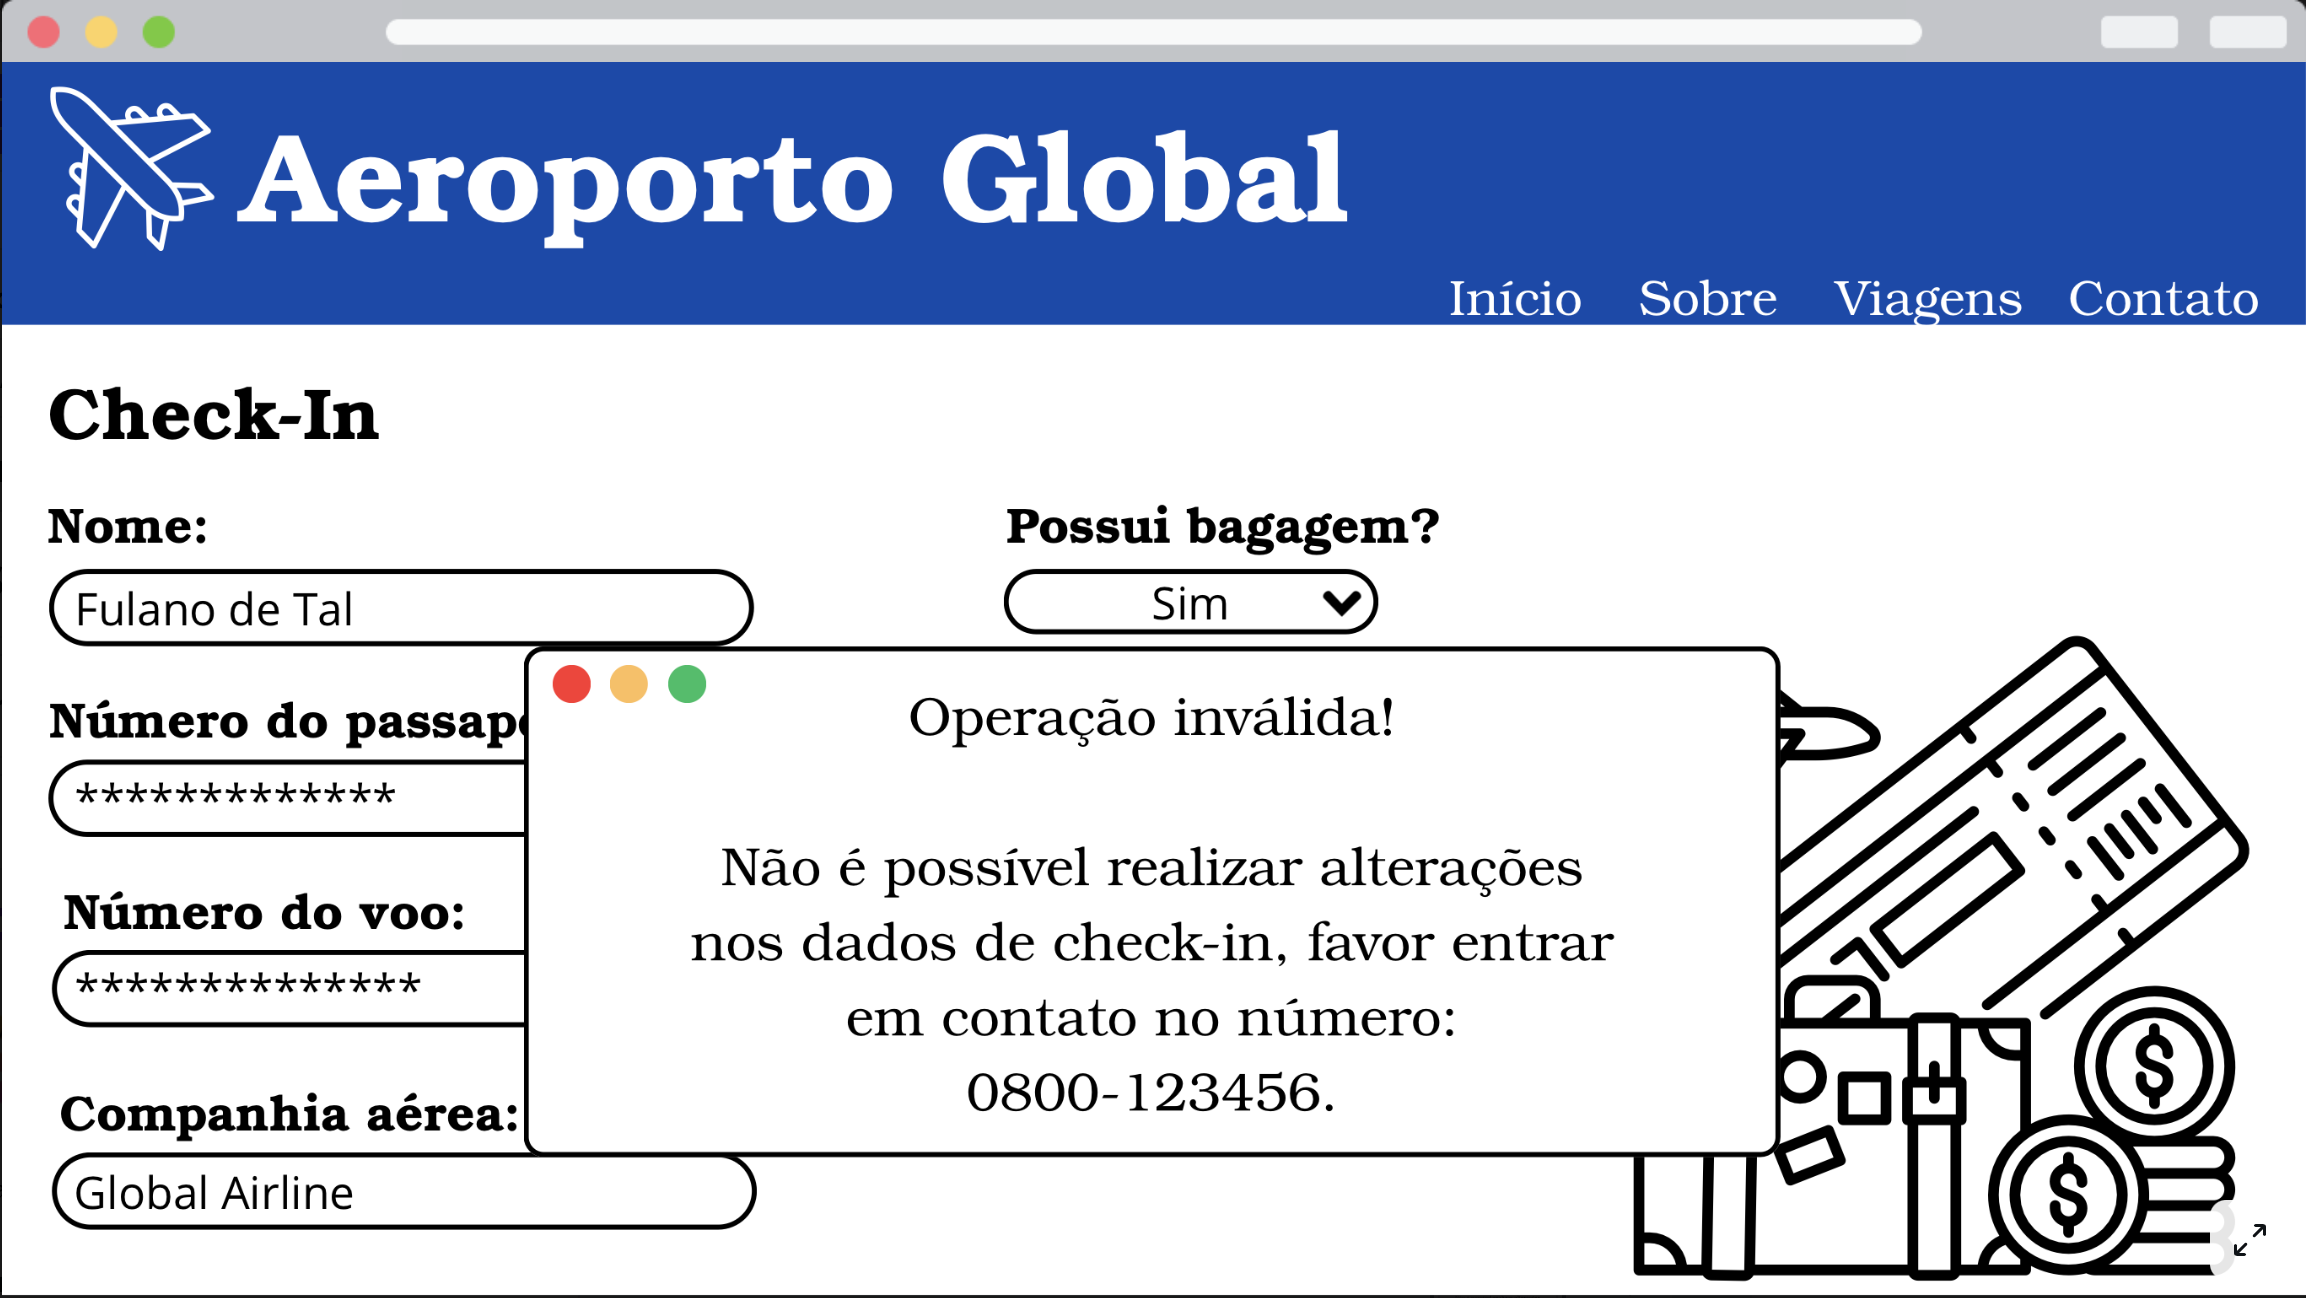 Aeroporto Global
Início Sobre Viagens Contato
Check-In
Nome:
Fulano de Tal
Possui bagagem?
Sim
Número do
*************
Número do voo:
**************
Companhia aérea:
Global Airline
Operação inválida!
Não é possível realizar alterações
nos dados de check-in, favor entrar
em contato no número:
0800-123456.
$
$